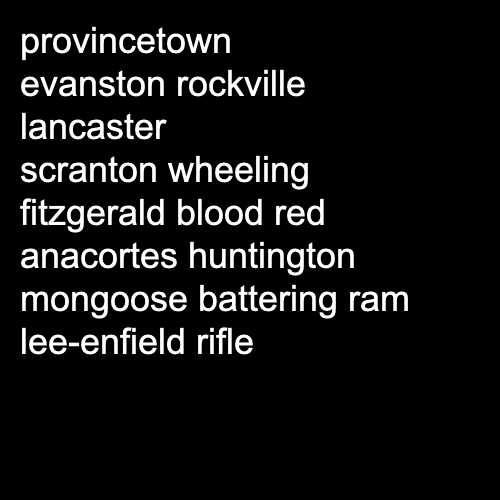 provincetown
evanston rockville
lancaster
scranton wheeling
fitzgerald blood red
anacortes huntington
mongoose battering ram
lee-enfield rifle